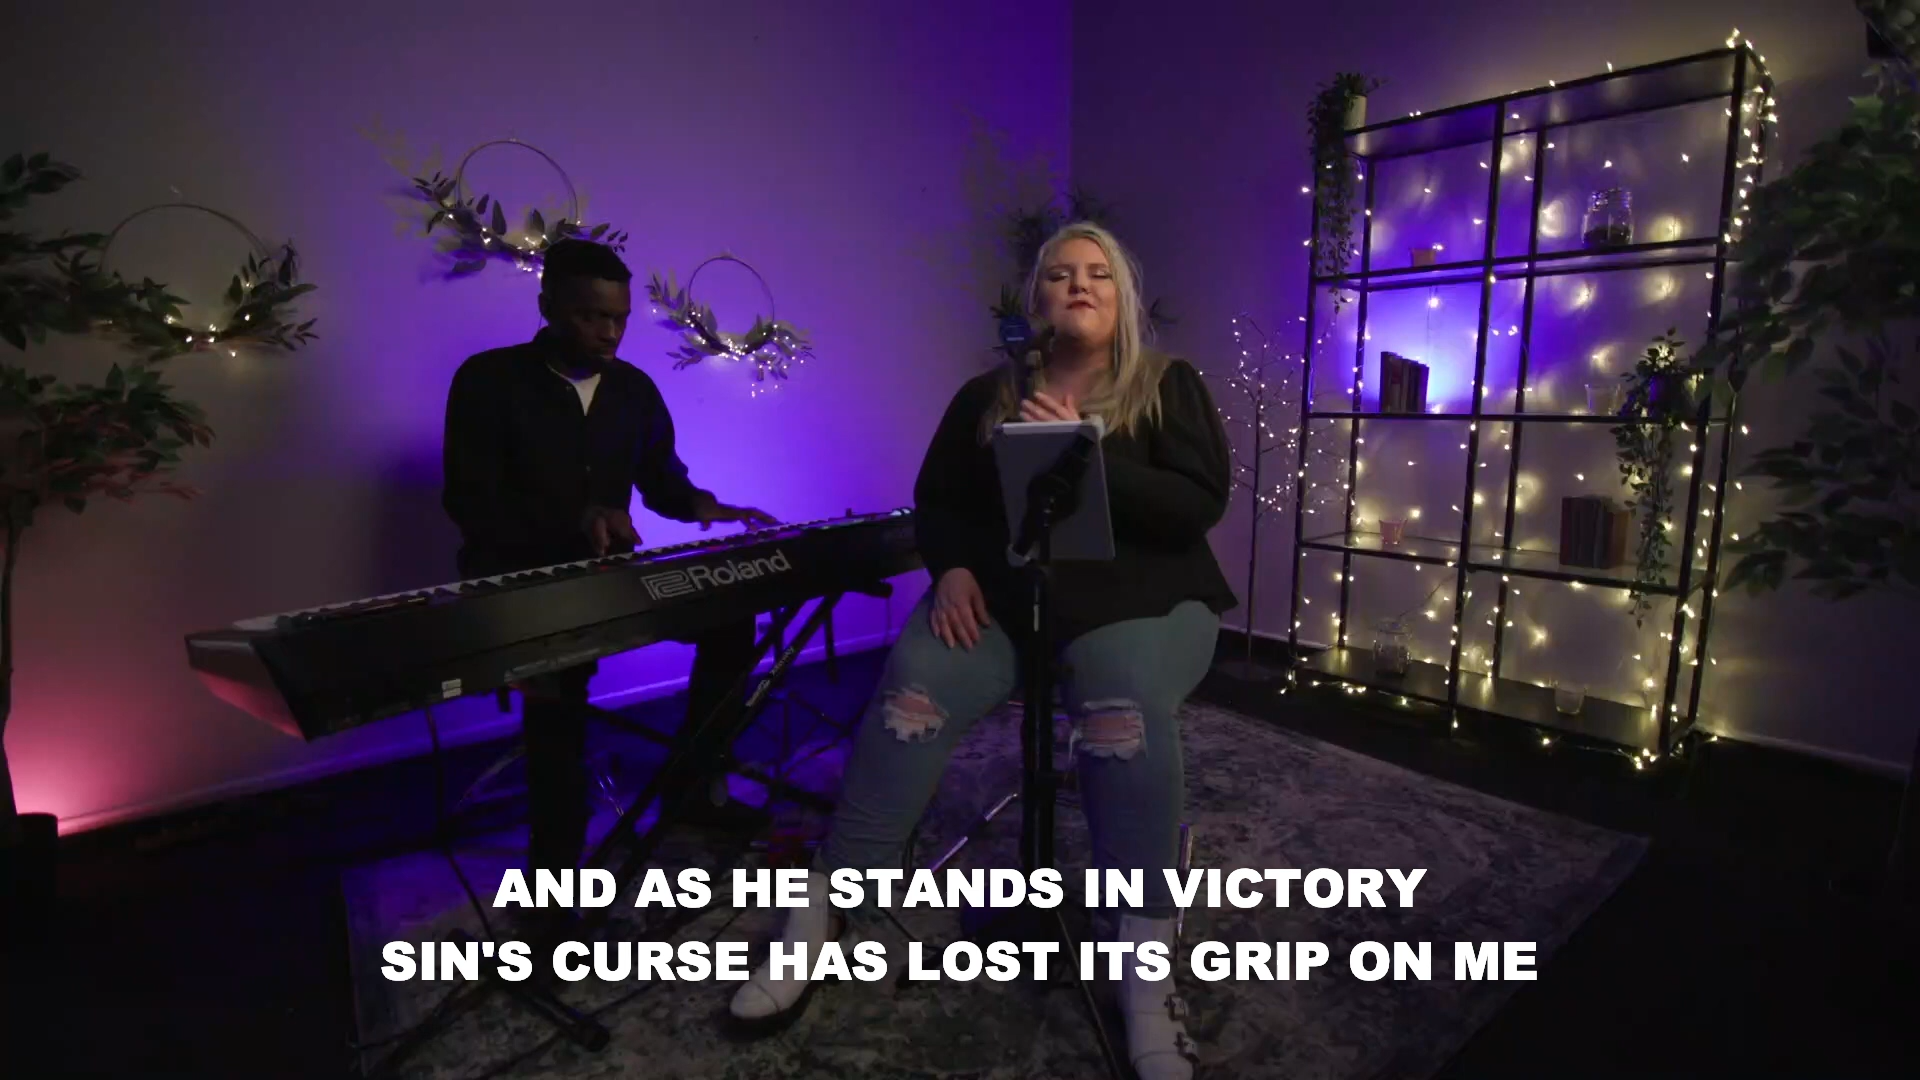 Roland
AND AS HE STANDS IN VICTORY
SIN'S CURSE HAS LOST ITS GRIP ON ME